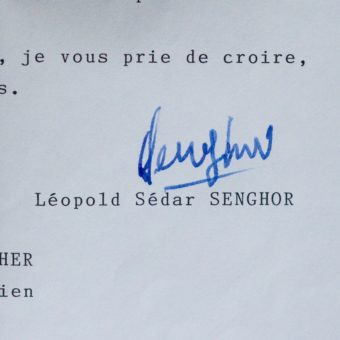 , je vous prie de croire,
s.
Senghor
Léopold Sédar SENGHOR
HER
ien